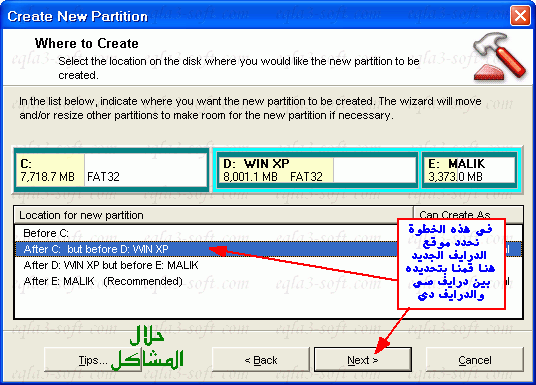 Create New Partition
Where to Create
Select the location on the disk where you would like the new partition to be
created.
In the list below, indicate where you want the new partition to be created. The wizard will move
and/or resize other partitions to make room for the new partition if necessary.
C:
7,718.7 MB FAT32
D: WIN XP
8,001.1 MB FAT32
E: MALIK
3,373.0 MB
Location for new partition
Can Create As
Before C:
After C: but before D: WIN XP
After D: WIN XP but before E: MALIK
After E: MALIK (Recommended)
في هذه الخطوة
نحدد موقع
الدرايف الجديد
هنا قمنا بتحديده
بين درايف سي
والدرايف دي
حلال
المشاكل
Tips...
< Back
Next >
Cancel
eqla3-soft.com